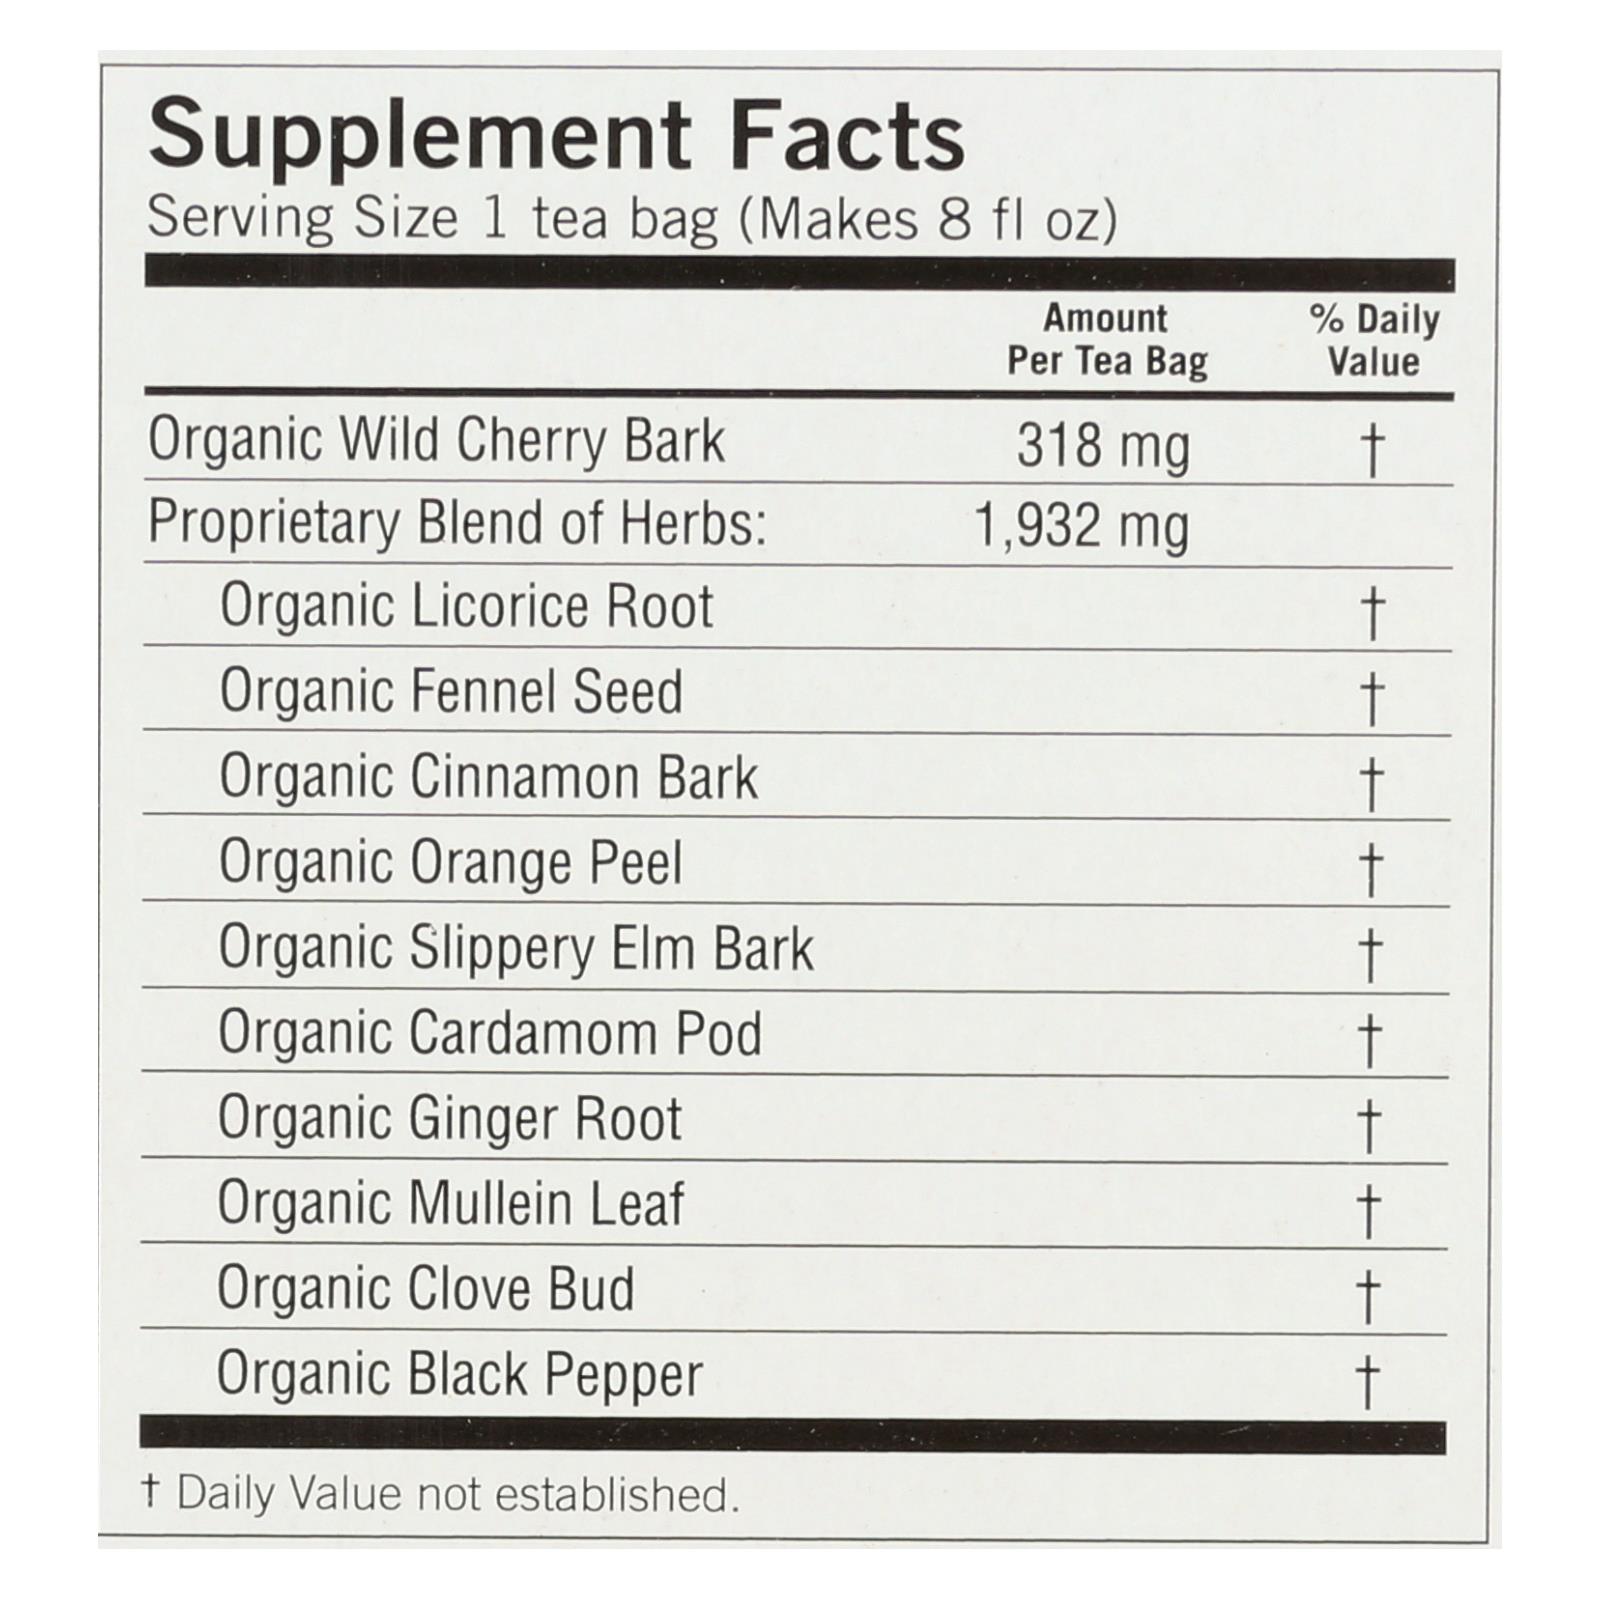 Supplement Facts
Serving Size 1 tea bag (Makes 8 fl oz)
Amount Per Tea Bag % Daily Value
Organic Wild Cherry Bark 318 mg †
Proprietary Blend of Herbs: 1,932 mg
Organic Licorice Root †
Organic Fennel Seed †
Organic Cinnamon Bark †
Organic Orange Peel †
Organic Slippery Elm Bark †
Organic Cardamom Pod †
Organic Ginger Root †
Organic Mullein Leaf †
Organic Clove Bud †
Organic Black Pepper †
† Daily Value not established.